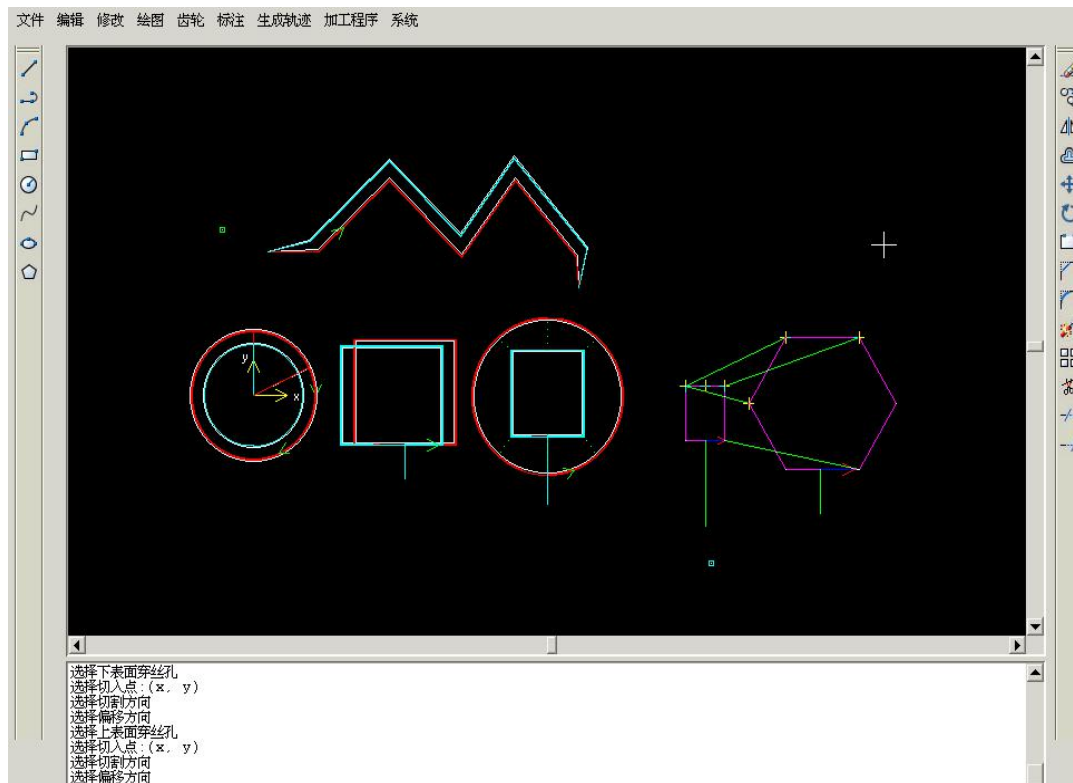 文件 编辑 修改 绘图 齿轮 标注 生成轨迹 加工程序 系统
y
x
选择下表面穿丝孔
选择切入点:(x, y)
选择切割方向
选择偏移方向
选择上表面穿丝孔
选择切入点:(x, y)
选择切割方向
选择偏移方向